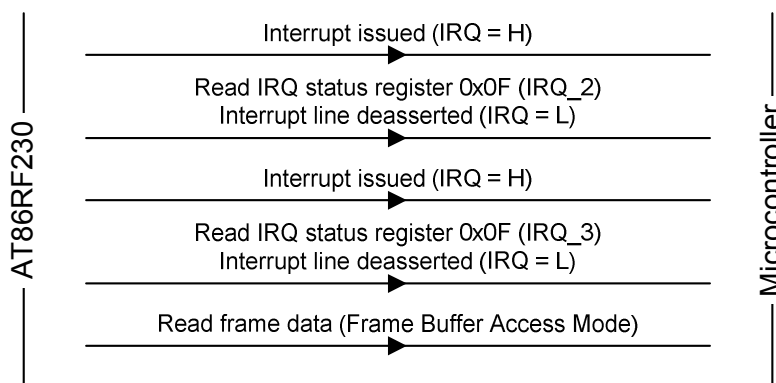 Interrupt issued (IRQ = H)
Read IRQ status register 0x0F (IRQ_2)
Interrupt line deasserted (IRQ = L)
Interrupt issued (IRQ = H)
Read IRQ status register 0x0F (IRQ_3)
Interrupt line deasserted (IRQ = L)
Read frame data (Frame Buffer Access Mode)
AT86RF230
Microcontroller